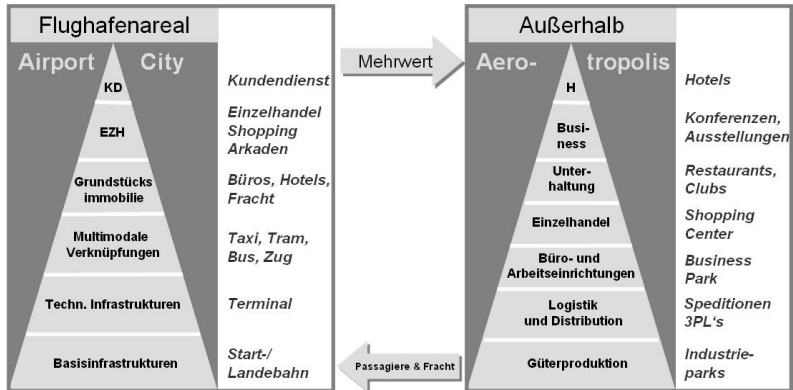 Flughafenareal
Airport City
KD
Kundendienst
EZH
Einzelhandel
Shopping
Arkaden
Grundstücks
immobilie
Büros, Hotels,
Fracht
Multimodale
Verknüpfungen
Taxi, Tram,
Bus, Zug
Techn. Infrastrukturen
Terminal
Basisinfrastrukturen
Start-/
Landebahn
Mehrwert
Passagiere & Fracht
Außerhalb
Aero- tropolis
H
Hotels
Busi-
ness
Konferenzen,
Ausstellungen
Unter-
haltung
Restaurants,
Clubs
Einzelhandel
Shopping
Center
Büro- und
Arbeitseinrichtungen
Business
Park
Logistik
und Distribution
Speditionen
3PL's
Güterproduktion
Industrie-
parks